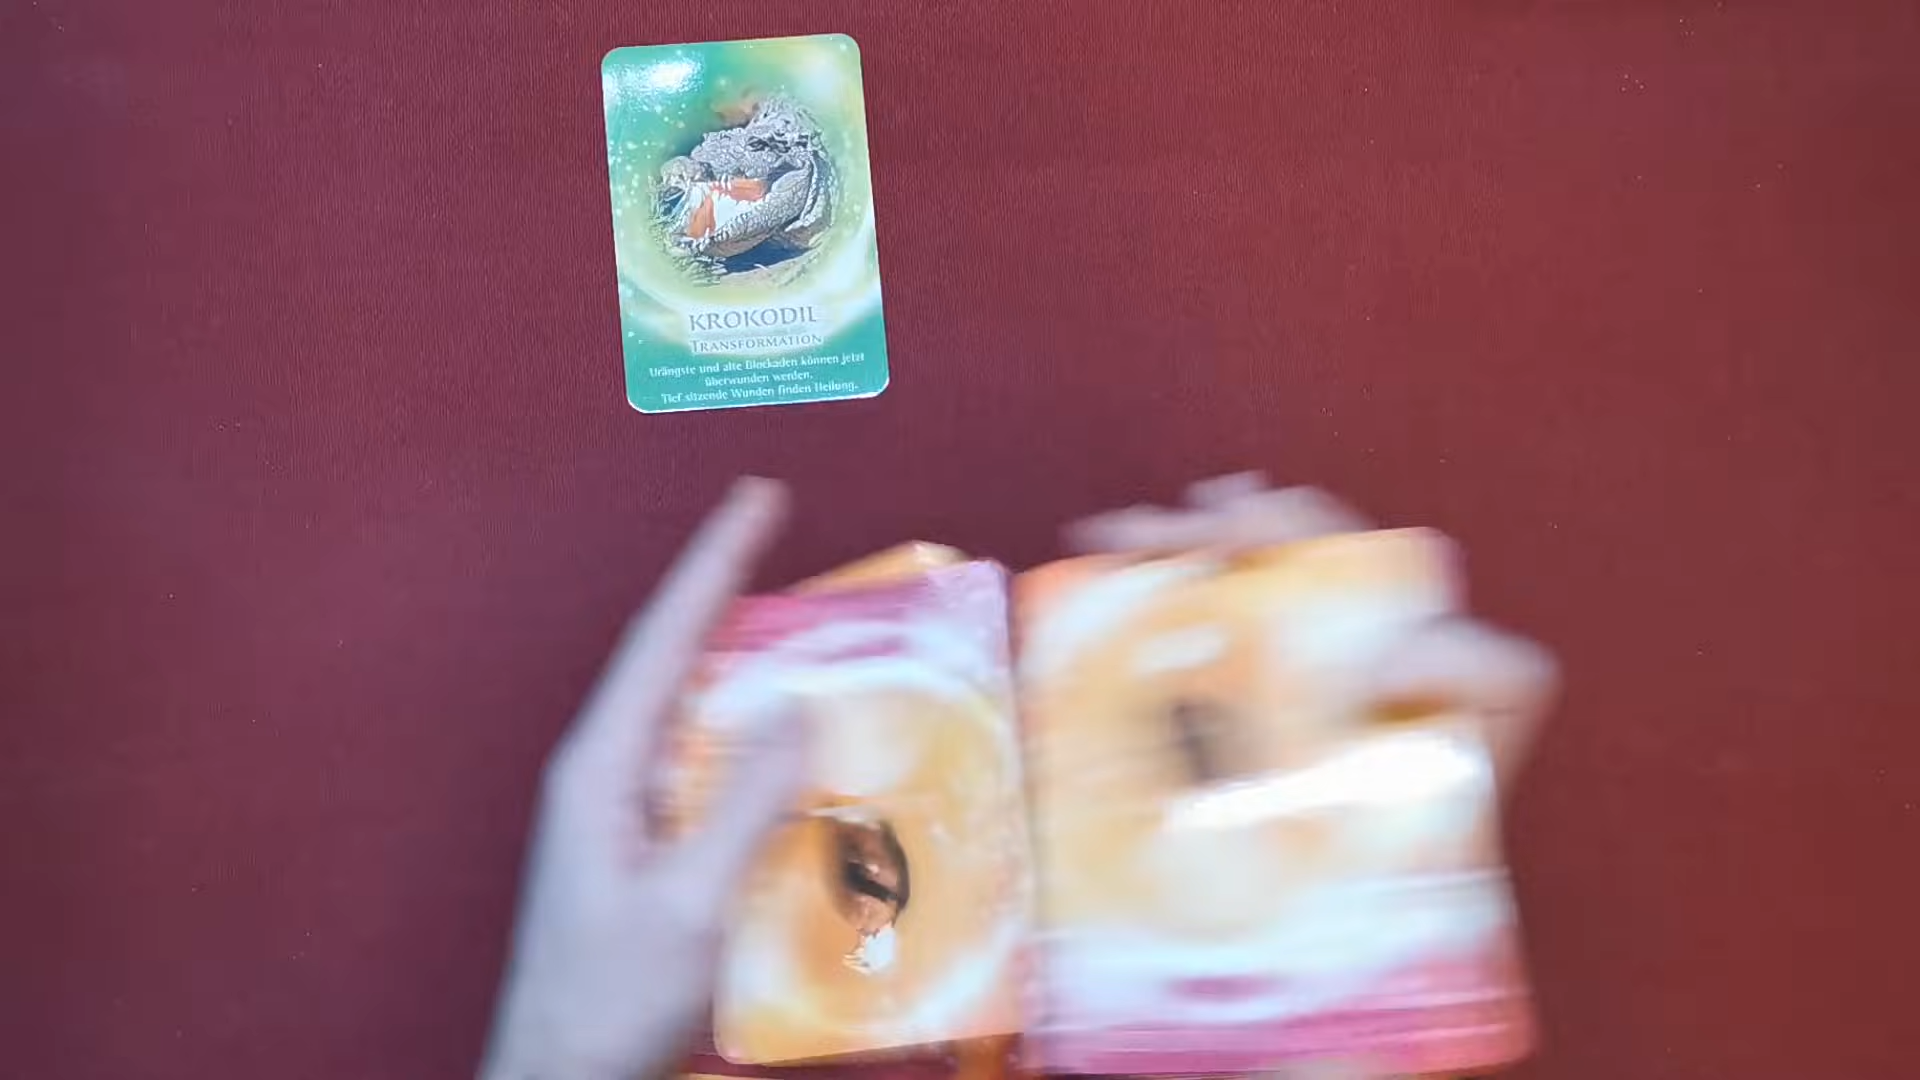 KROKODIL
TRANSFORMATION
Urängste und alte Blockaden können jetzt
überwunden werden.
Tief sitzende Wunden finden Heilung.